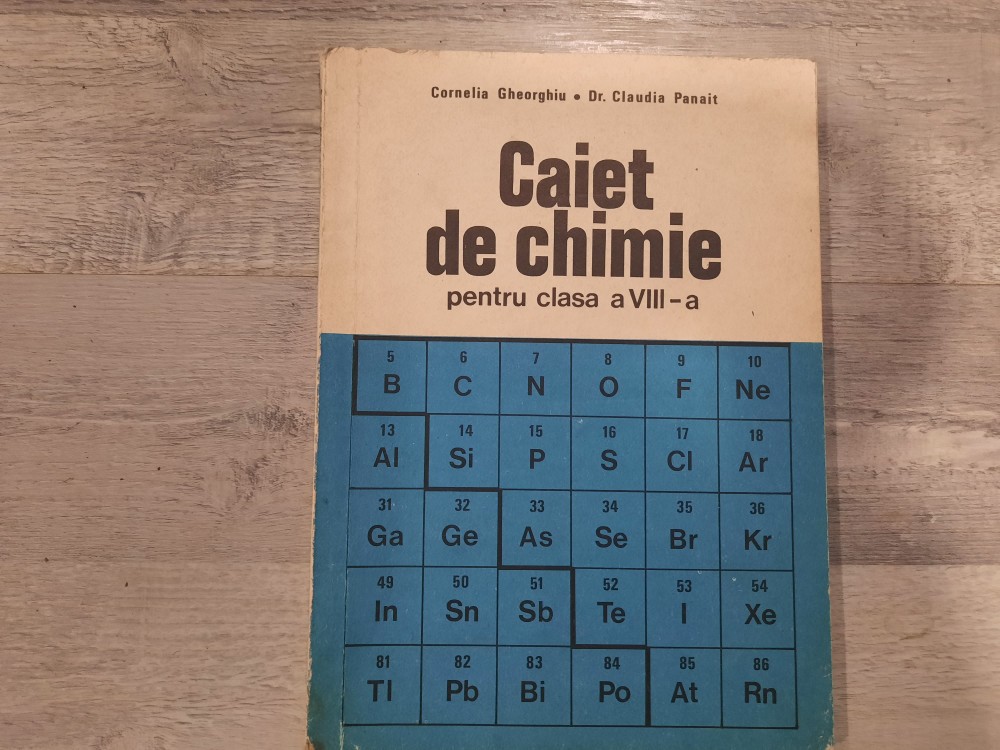 Cornelia Gheorghiu • Dr. Claudia Panait
Caiet
de chimie
pentru clasa a VIII-a
5 6 7 8 9 10
B C N O F Ne
13 14 15 16 17 18
Al Si P S Cl Ar
31 32 33 34 35 36
Ga Ge As Se Br Kr
49 50 51 52 53 54
In Sn Sb Te I Xe
81 82 83 84 85 86
Tl Pb Bi Po At Rn